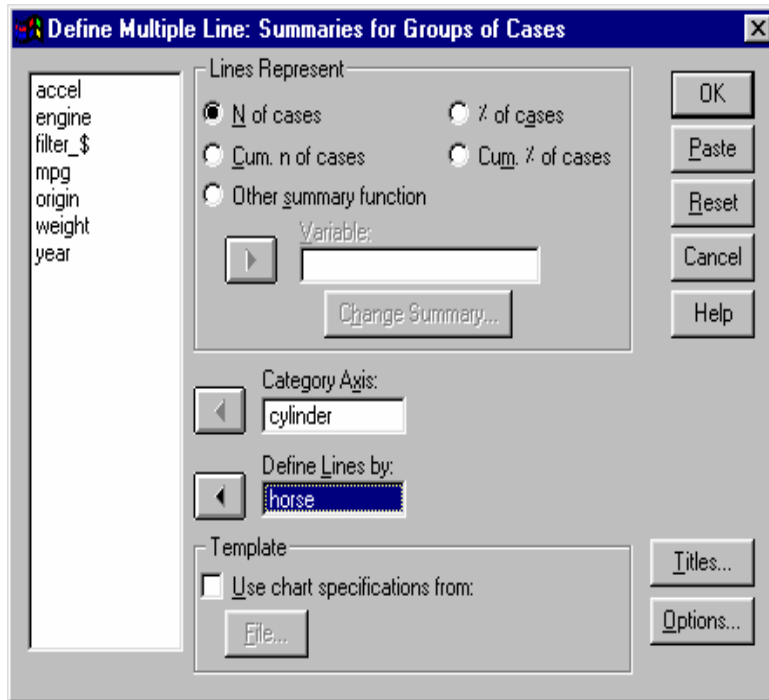 Define Multiple Line: Summaries for Groups of Cases
accel
engine
filter_$
mpg
origin
weight
year
Lines Represent
N of cases
% of cases
Cum. n of cases
Cum. % of cases
Other summary function
Variable:
Change Summary...
Category Axis:
cylinder
Define Lines by:
horse
Template
Use chart specifications from:
File...
OK
Paste
Reset
Cancel
Help
Titles...
Options...